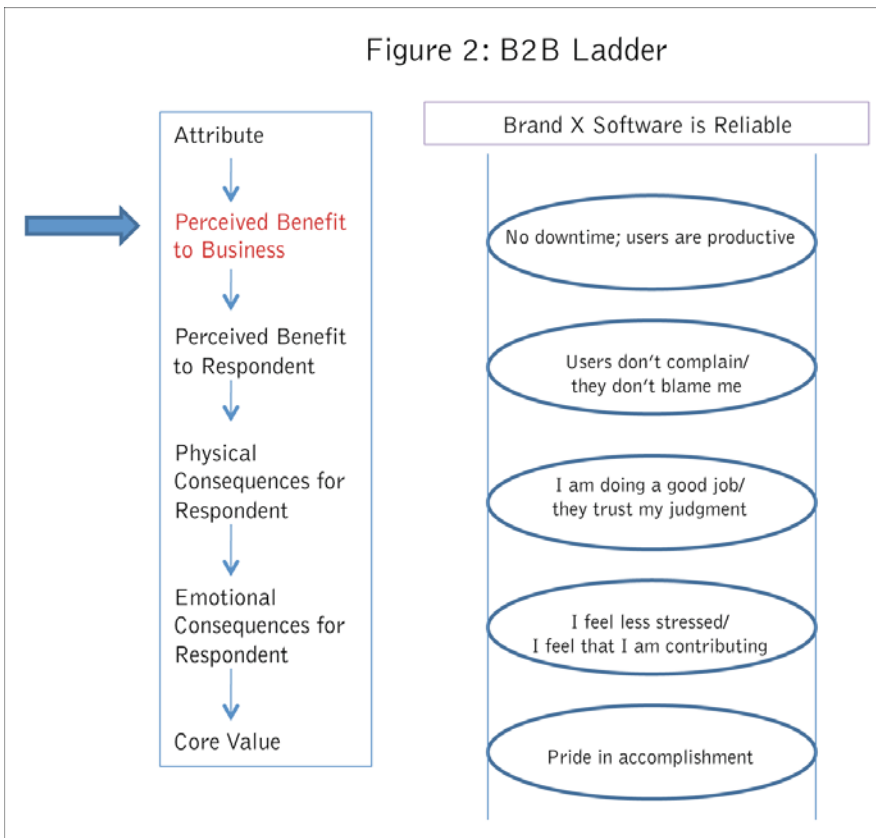 Figure 2: B2B Ladder
Attribute
Perceived Benefit
to Business
Perceived Benefit
to Respondent
Physical
Consequences for
Respondent
Emotional
Consequences for
Respondent
Core Value
Brand X Software is Reliable
No downtime; users are productive
Users don't complain/
they don't blame me
I am doing a good job/
they trust my judgment
I feel less stressed/
I feel that I am contributing
Pride in accomplishment